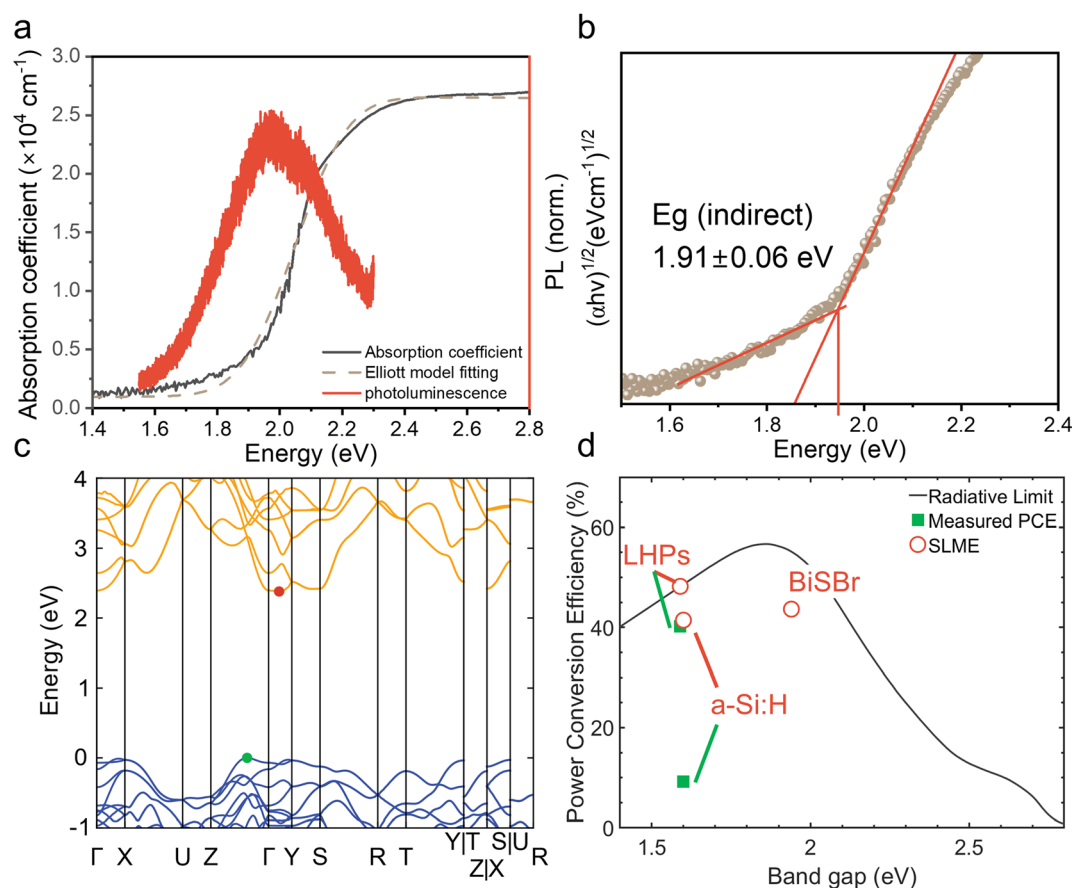 a
Absorption coefficient (×10⁴ cm⁻¹)
3.0
2.5
2.0
1.5
1.0
0.5
0.0
Absorption coefficient
Elliott model fitting
photoluminescence
1.4 1.6 1.8 2.0 2.2 2.4 2.6 2.8
Energy (eV)
PL (norm.)
b
(αhv)¹/²(eVcm⁻¹)¹/²
Eg (indirect)
1.91±0.06 eV
1.6 1.8 2.0 2.2 2.4
Energy (eV)
c
Energy (eV)
4
3
2
1
0
-1
Γ X U Z Γ Y S R T Y|T Z|X S|U R
d
Power Conversion Efficiency (%)
60
40
20
0
Radiative Limit
Measured PCE
SLME
LHPs
BiSBr
a-Si:H
1.5 2 2.5
Band gap (eV)